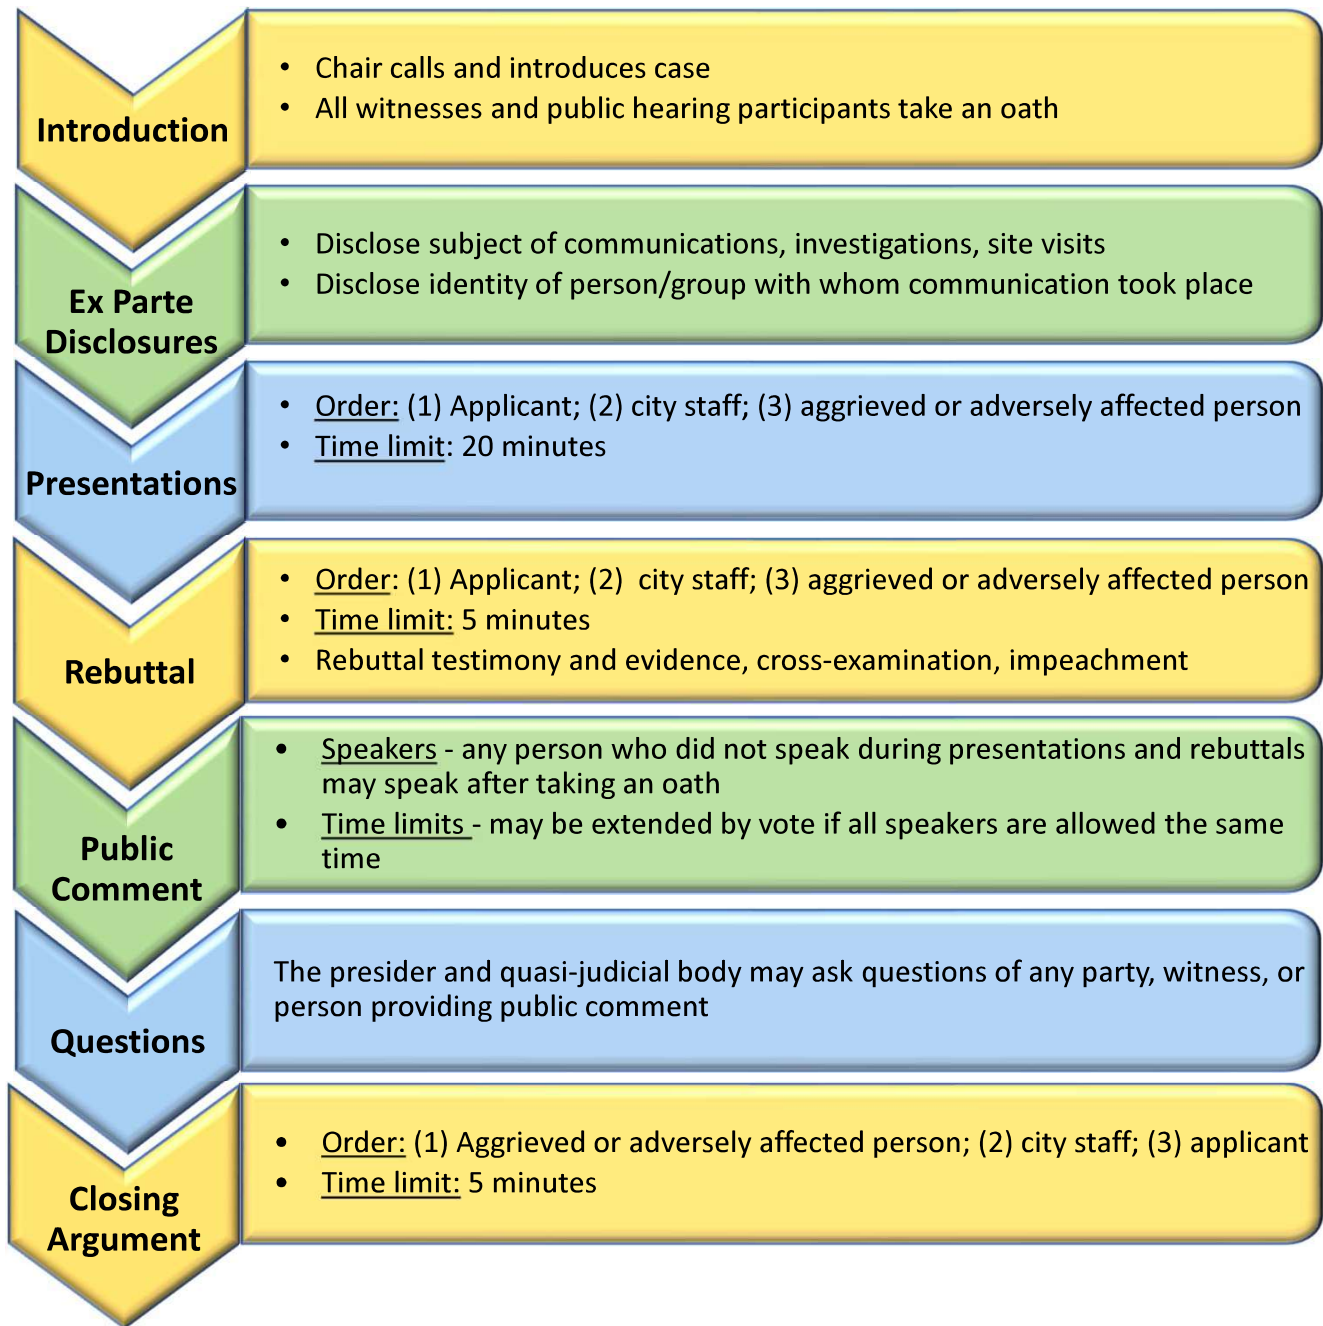 Introduction
• Chair calls and introduces case
• All witnesses and public hearing participants take an oath
Ex Parte
Disclosures
• Disclose subject of communications, investigations, site visits
• Disclose identity of person/group with whom communication took place
Presentations
• Order: (1) Applicant; (2) city staff; (3) aggrieved or adversely affected person
• Time limit: 20 minutes
Rebuttal
• Order: (1) Applicant; (2) city staff; (3) aggrieved or adversely affected person
• Time limit: 5 minutes
• Rebuttal testimony and evidence, cross-examination, impeachment
Public
Comment
• Speakers - any person who did not speak during presentations and rebuttals
may speak after taking an oath
• Time limits - may be extended by vote if all speakers are allowed the same
time
Questions
The presider and quasi-judicial body may ask questions of any party, witness, or
person providing public comment
Closing
Argument
• Order: (1) Aggrieved or adversely affected person; (2) city staff; (3) applicant
• Time limit: 5 minutes